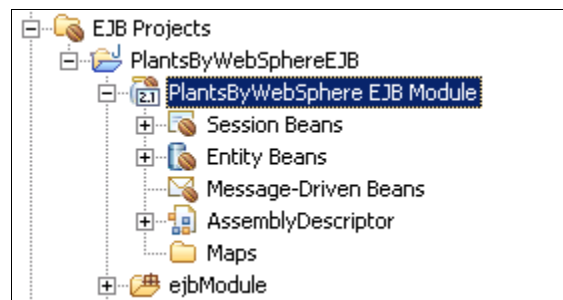 EJB Projects
PlantsByWebSphereEJB
2.1 PlantsByWebSphere EJB Module
Session Beans
Entity Beans
Message-Driven Beans
AssemblyDescriptor
Maps
ejbModule